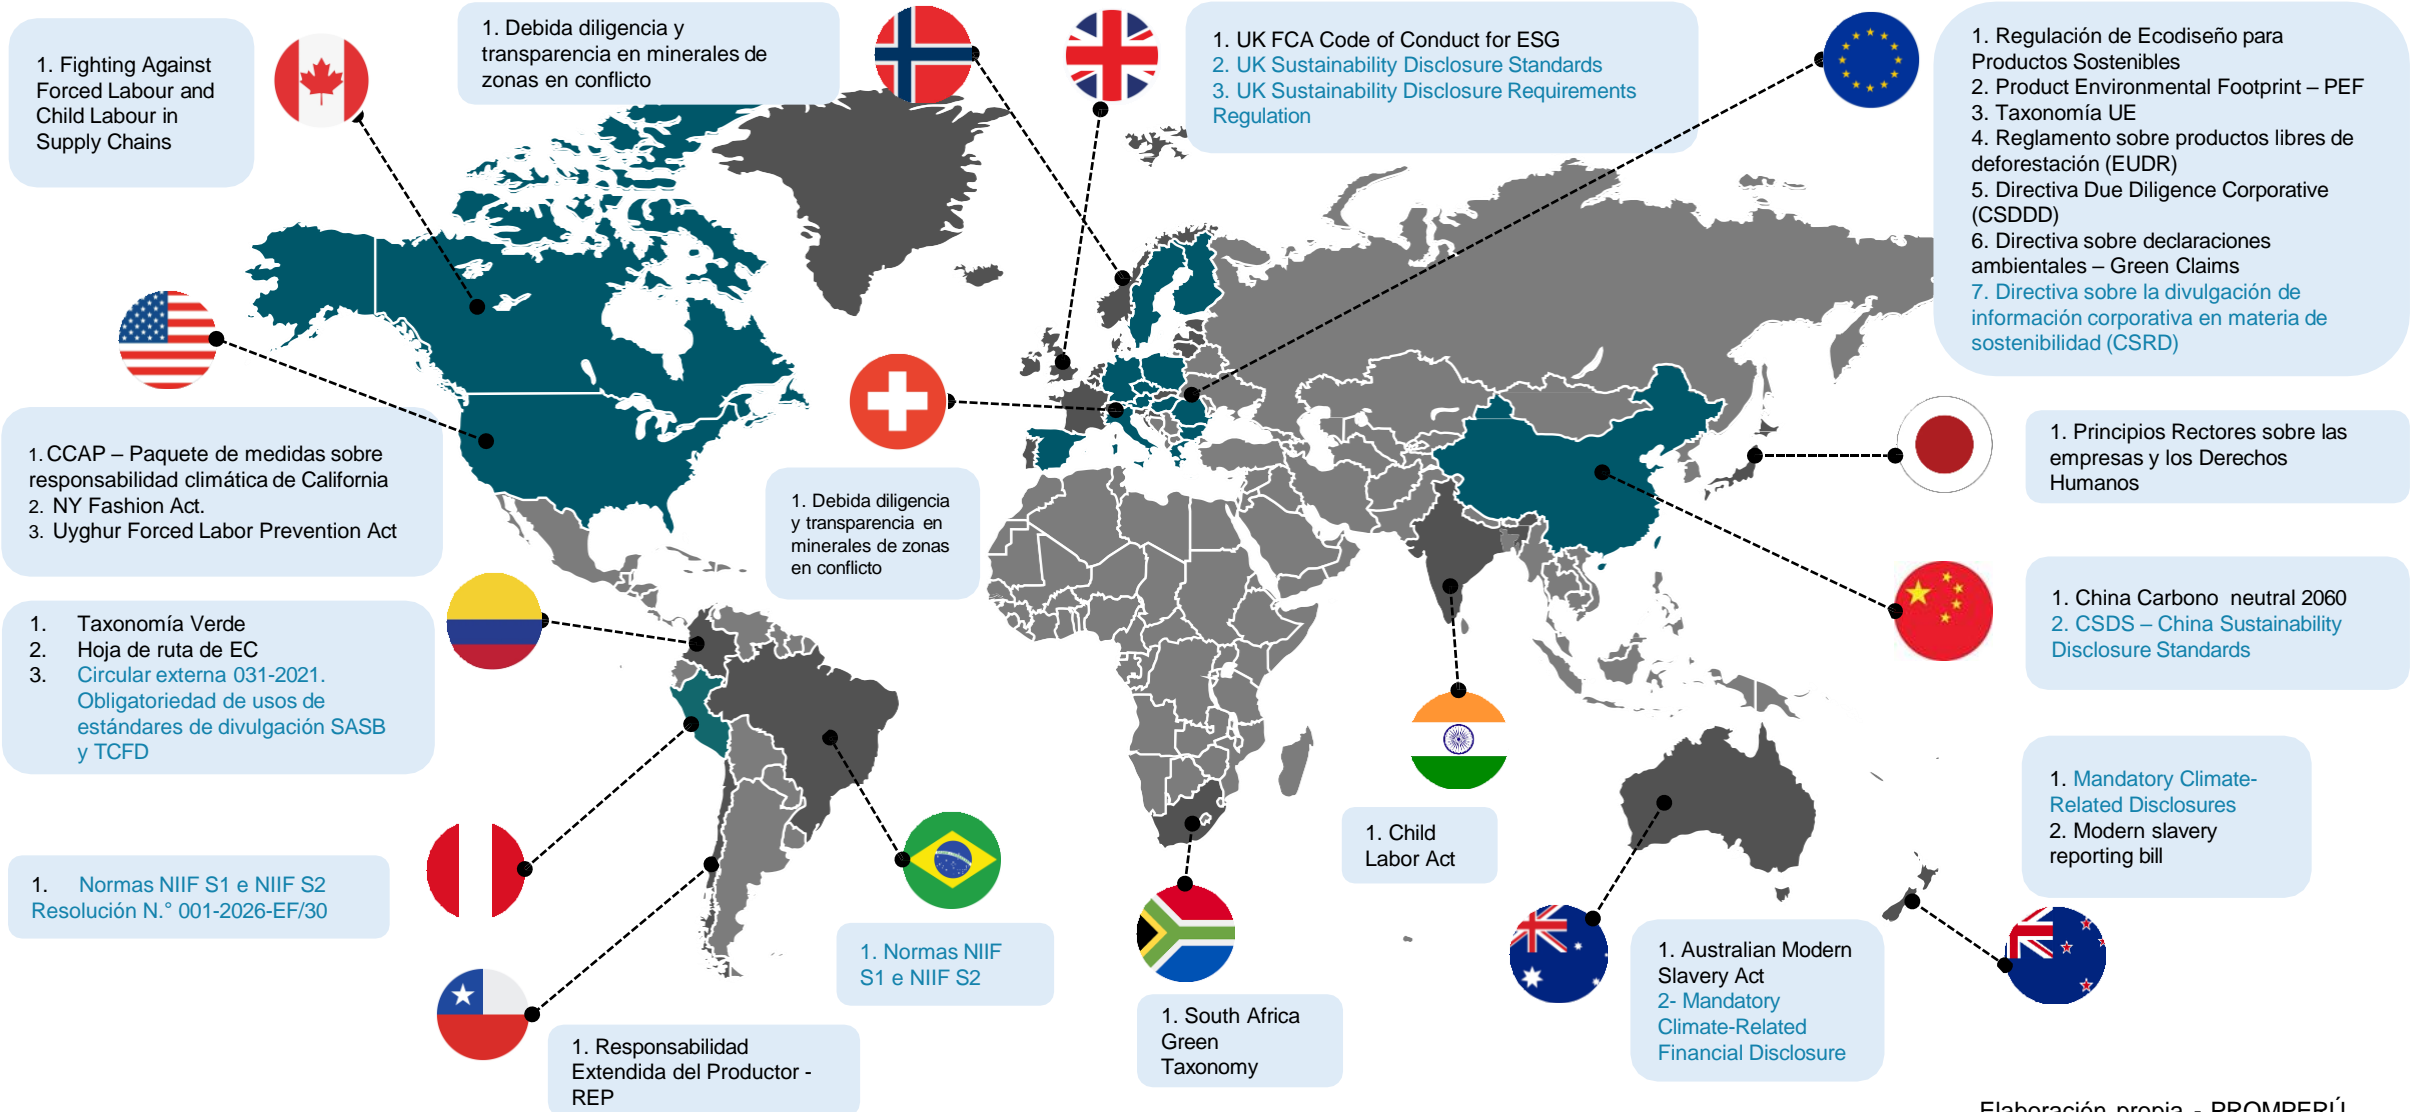 1. Fighting Against
Forced Labour and
Child Labour in
Supply Chains
1. Debida diligencia y
transparencia en minerales de
zonas en conflicto
1. UK FCA Code of Conduct for ESG
2. UK Sustainability Disclosure Standards
3. UK Sustainability Disclosure Requirements
Regulation
1. Regulación de Ecodiseño para
Productos Sostenibles
2. Product Environmental Footprint – PEF
3. Taxonomía UE
4. Reglamento sobre productos libres de
deforestación (EUDR)
5. Directiva Due Diligence Corporative
(CSDDD)
6. Directiva sobre declaraciones
ambientales – Green Claims
7. Directiva sobre la divulgación de
información corporativa en materia de
sostenibilidad (CSRD)
1. CCAP – Paquete de medidas sobre
responsabilidad climática de California
2. NY Fashion Act.
3. Uyghur Forced Labor Prevention Act
1. Debida diligencia
y transparencia en
minerales de zonas
en conflicto
1. Principios Rectores sobre las
empresas y los Derechos
Humanos
1. Taxonomía Verde
2. Hoja de ruta de EC
3. Circular externa 031-2021.
Obligatoriedad de usos de
estándares de divulgación SASB
y TCFD
1. China Carbono neutral 2060
2. CSDS – China Sustainability
Disclosure Standards
1. Mandatory Climate-
Related Disclosures
2. Modern slavery
reporting bill
1. Child
Labor Act
1. Normas NIIF S1 e NIIF S2
Resolución N.° 001-2026-EF/30
1. Normas NIIF
S1 e NIIF S2
1. Australian Modern
Slavery Act
2- Mandatory
Climate-Related
Financial Disclosure
1. South Africa
Green
Taxonomy
1. Responsabilidad
Extendida del Productor -
REP
Elaboración propia - PROMPERÚ